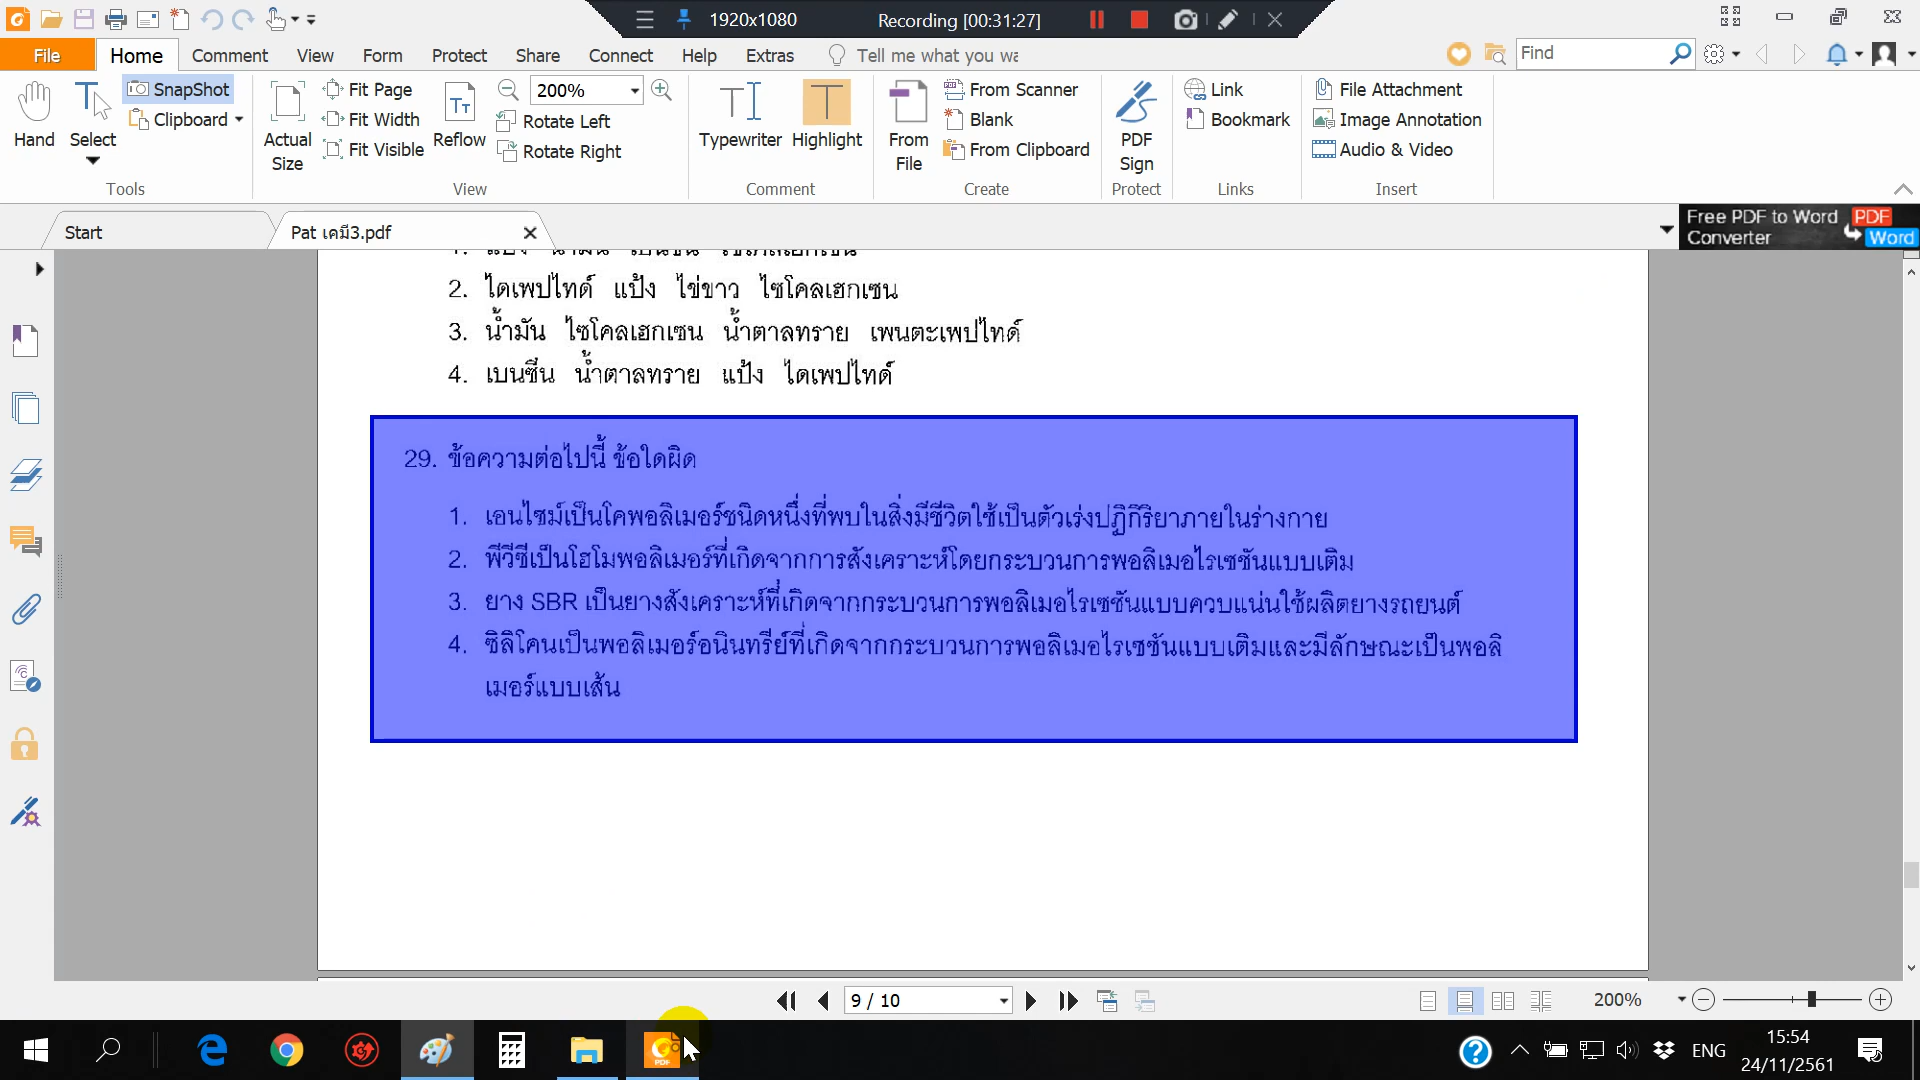 1920x1080
Recording [00:31:27]
File Home Comment View Form Protect Share Connect Help Extras Tell me what you wa Find
SnapShot Fit Page 200% From Scanner Link File Attachment
Clipboard Fit Width Rotate Left Blank Bookmark Image Annotation
Hand Select Actual Size Fit Visible Reflow Rotate Right Typewriter Highlight From File From Clipboard PDF Sign Audio & Video
Tools View Comment Create Protect Links Insert
Start Pat เคมี3.pdf
Free PDF to Word Converter PDF Word
2. ไดเพปไทด์ แป้ง ไข่ขาว ไซโคลเฮกเซน
3. น้ำมัน ไซโคลเฮกเซน น้ำตาลทราย เพนตะเพปไทด์
4. เบนซีน น้ำตาลทราย แป้ง ไดเพปไทด์
29. ข้อความต่อไปนี้ ข้อใดผิด
1. เอนไซม์เป็นโคพอลิเมอร์ชนิดหนึ่งที่พบในสิ่งมีชีวิตใช้เป็นตัวเร่งปฏิกิริยาภายในร่างกาย
2. พีวีซีเป็นโฮโมพอลิเมอร์ที่เกิดจากการสังเคราะห์โดยกระบวนการพอลิเมอไรเซชันแบบเติม
3. ยาง SBR เป็นยางสังเคราะห์ที่เกิดจากกระบวนการพอลิเมอไรเซชันแบบควบแน่นใช้ผลิตยางรถยนต์
4. ซิลิโคนเป็นพอลิเมอร์อนินทรีย์ที่เกิดจากกระบวนการพอลิเมอไรเซชันแบบเติมและมีลักษณะเป็นพอลิ
เมอร์แบบเส้น
9 / 10
200%
ENG
15:54
24/11/2561